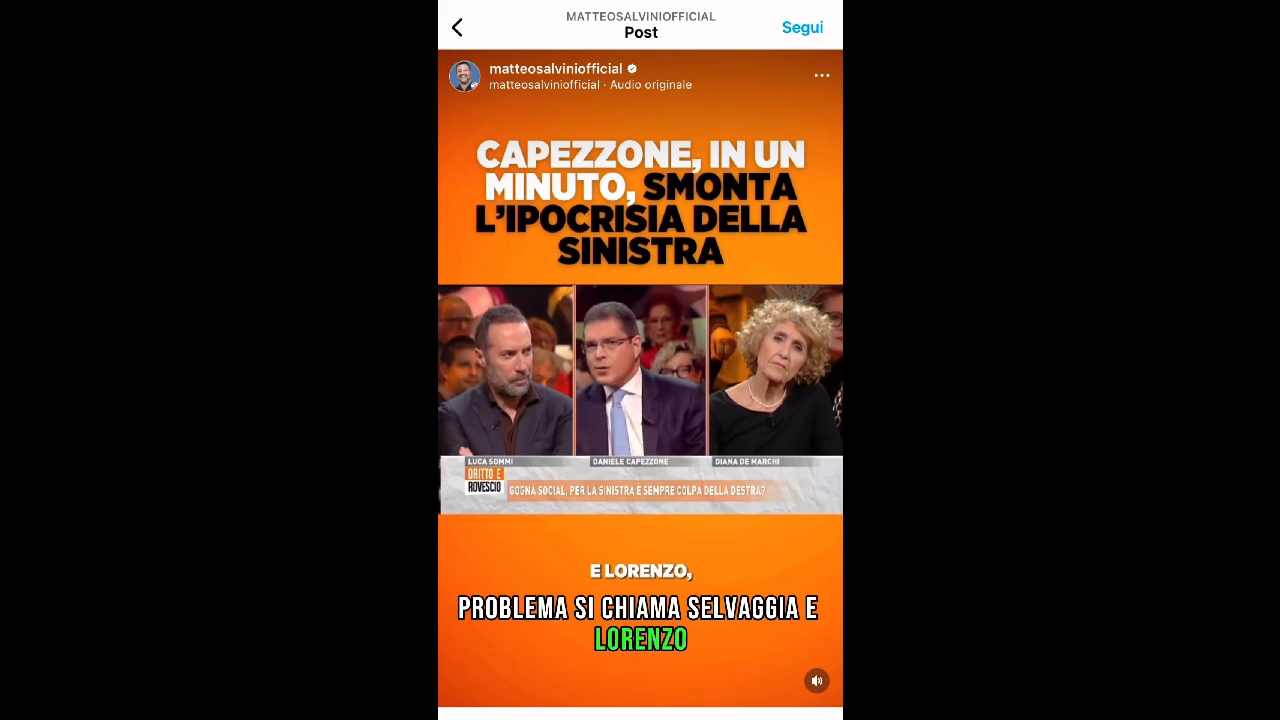 MATTEOSALVINIOFFICIAL
Post
Segui
matteosalviniofficial
matteosalviniofficial · Audio originale
CAPEZZONE, IN UN
MINUTO, SMONTA
L'IPOCRISIA DELLA
SINISTRA
LUCA SOMMI
DANIELE CAPEZZONE
DIANA DE MARCHI
DRITTO E
ROVESCIO
GOGNA SOCIAL, PER LA SINISTRA È SEMPRE COLPA DELLA DESTRA?
E LORENZO,
PROBLEMA SI CHIAMA SELVAGGIA E
LORENZO